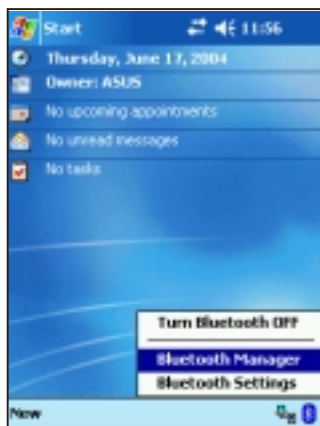 Start 11:56
Thursday, June 17, 2004
Owner: ASUS
No upcoming appointments
No unread messages
No tasks
Turn Bluetooth OFF
Bluetooth Manager
Bluetooth Settings
New